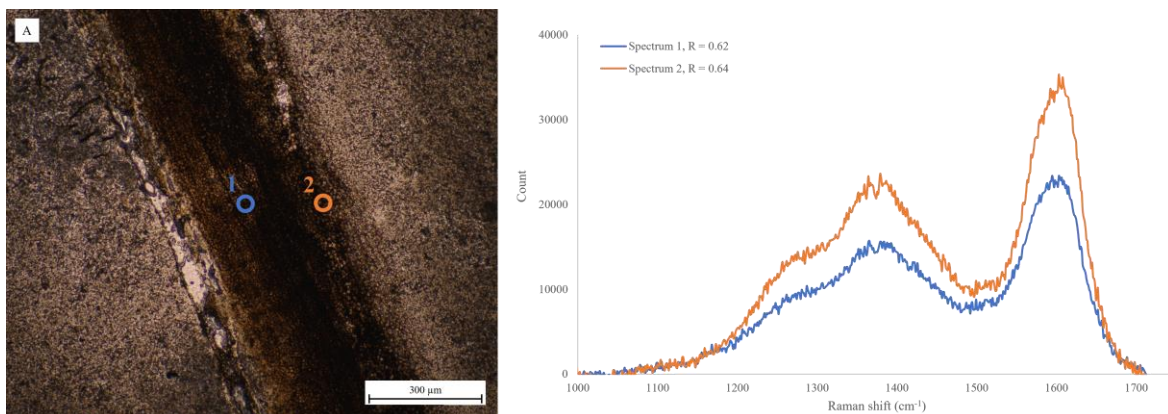 A
1
2
300 µm
Spectrum 1, R = 0.62
Spectrum 2, R = 0.64
Count
40000
30000
20000
10000
0
1000
1100
1200
1300
1400
1500
1600
1700
Raman shift (cm⁻¹)